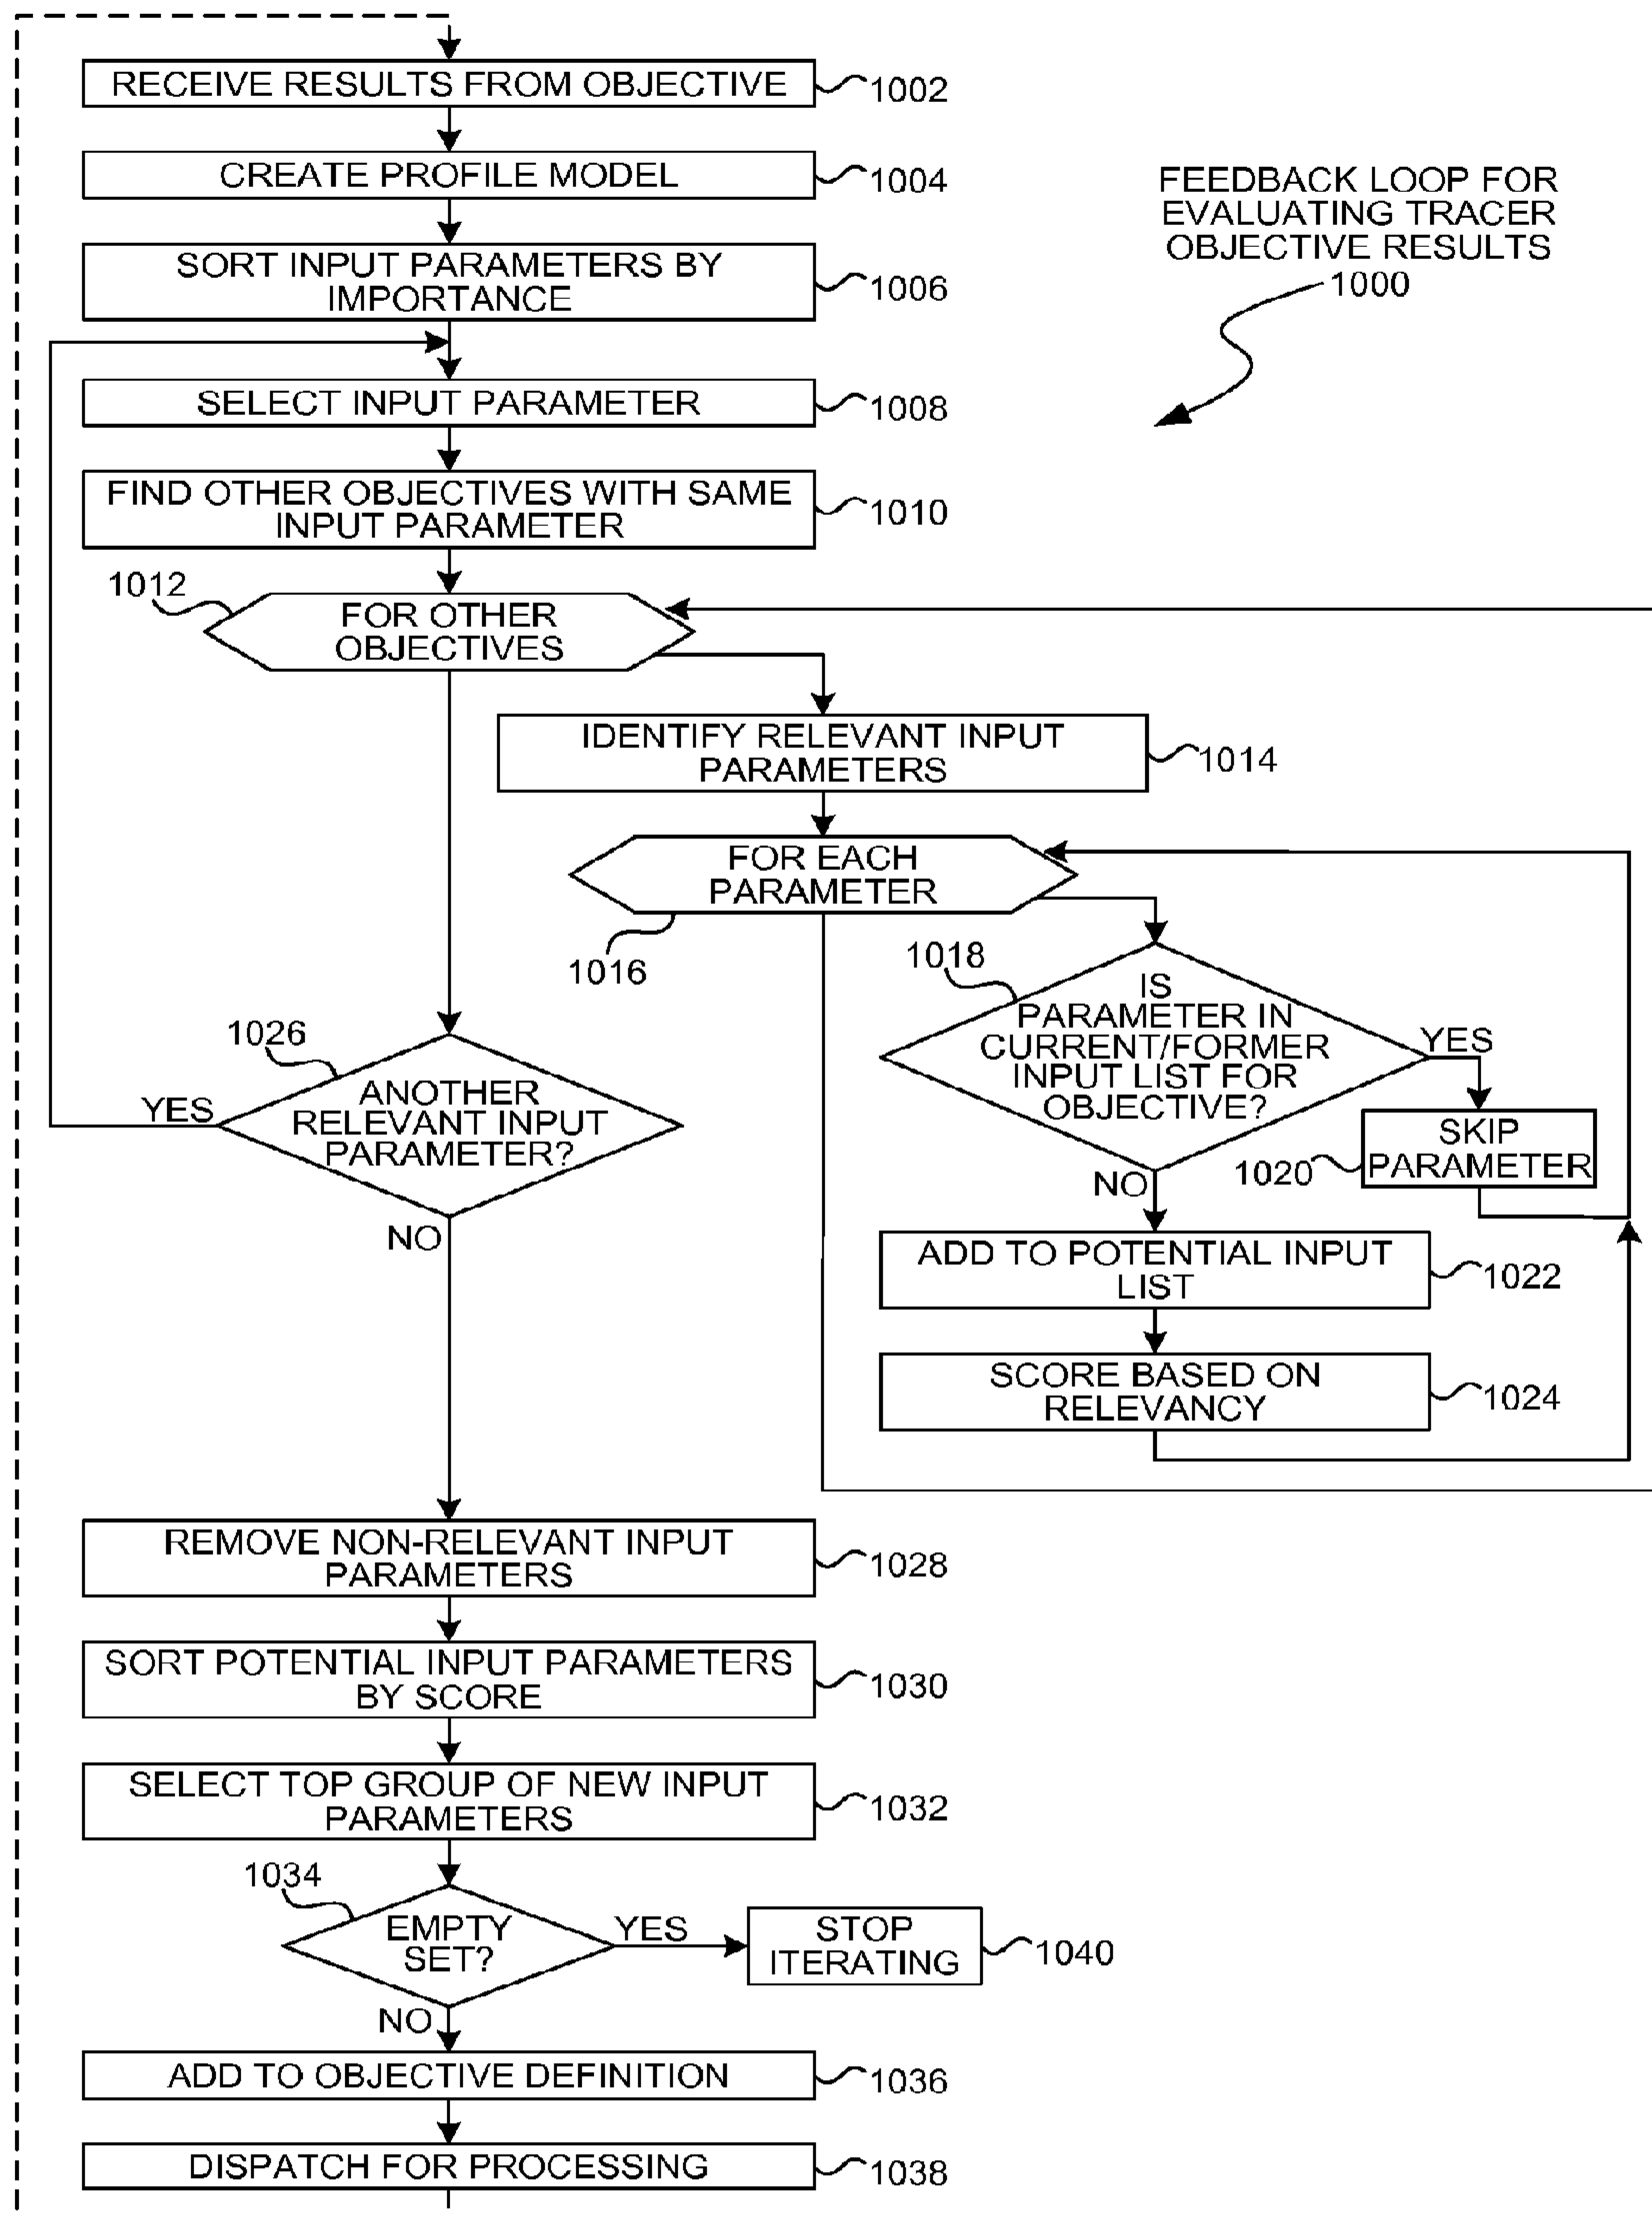 RECEIVE RESULTS FROM OBJECTIVE
1002
CREATE PROFILE MODEL
1004
FEEDBACK LOOP FOR
EVALUATING TRACER
OBJECTIVE RESULTS
1000
SORT INPUT PARAMETERS BY
IMPORTANCE
1006
SELECT INPUT PARAMETER
1008
FIND OTHER OBJECTIVES WITH SAME
INPUT PARAMETER
1010
1012
FOR OTHER
OBJECTIVES
IDENTIFY RELEVANT INPUT
PARAMETERS
1014
FOR EACH
PARAMETER
1016
1018
IS
PARAMETER IN
CURRENT/FORMER
INPUT LIST FOR
OBJECTIVE?
YES
NO
SKIP
PARAMETER
1020
ADD TO POTENTIAL INPUT
LIST
1022
SCORE BASED ON
RELEVANCY
1024
1026
ANOTHER
RELEVANT INPUT
PARAMETER?
YES
NO
REMOVE NON-RELEVANT INPUT
PARAMETERS
1028
SORT POTENTIAL INPUT PARAMETERS
BY SCORE
1030
SELECT TOP GROUP OF NEW INPUT
PARAMETERS
1032
1034
EMPTY
SET?
YES
STOP
ITERATING
1040
NO
ADD TO OBJECTIVE DEFINITION
1036
DISPATCH FOR PROCESSING
1038